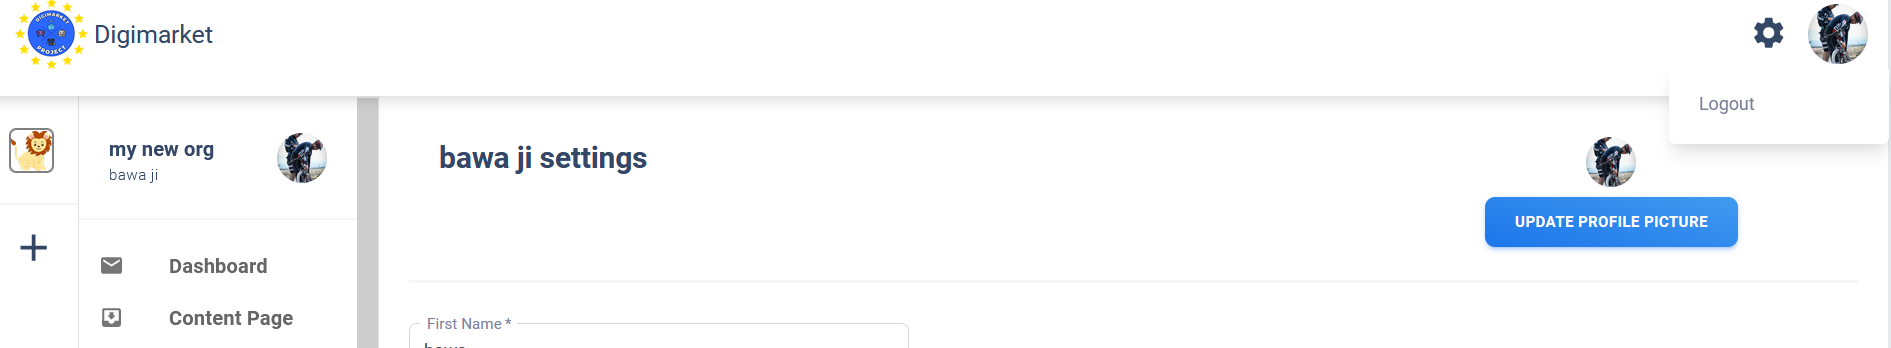 DIGIMARKET
PROJECT
Digimarket
Logout
my new org
bawa ji
bawa ji settings
UPDATE PROFILE PICTURE
Dashboard
Content Page
First Name *